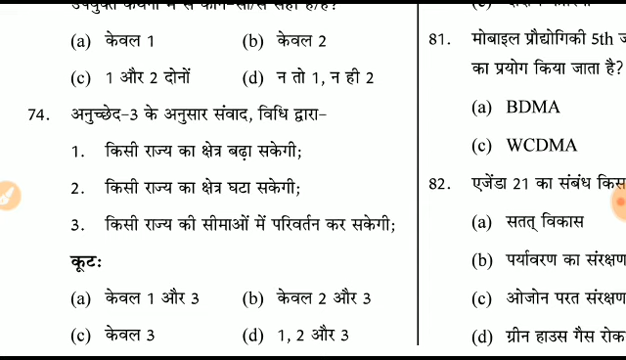 (a) केवल 1 (b) केवल 2
(c) 1 और 2 दोनों (d) न तो 1, न ही 2
74. अनुच्छेद-3 के अनुसार संवाद, विधि द्वारा-
1. किसी राज्य का क्षेत्र बढ़ा सकेगी;
2. किसी राज्य का क्षेत्र घटा सकेगी;
3. किसी राज्य की सीमाओं में परिवर्तन कर सकेगी;
कूटः
(a) केवल 1 और 3 (b) केवल 2 और 3
(c) केवल 3 (d) 1, 2 और 3
81. मोबाइल प्रौद्योगिकी 5th
का प्रयोग किया जाता है?
(a) BDMA
(c) WCDMA
82. एजेंडा 21 का संबंध किस
(a) सतत् विकास
(b) पर्यावरण का संरक्षण
(c) ओजोन परत संरक्षण
(d) ग्रीन हाउस गैस रोक